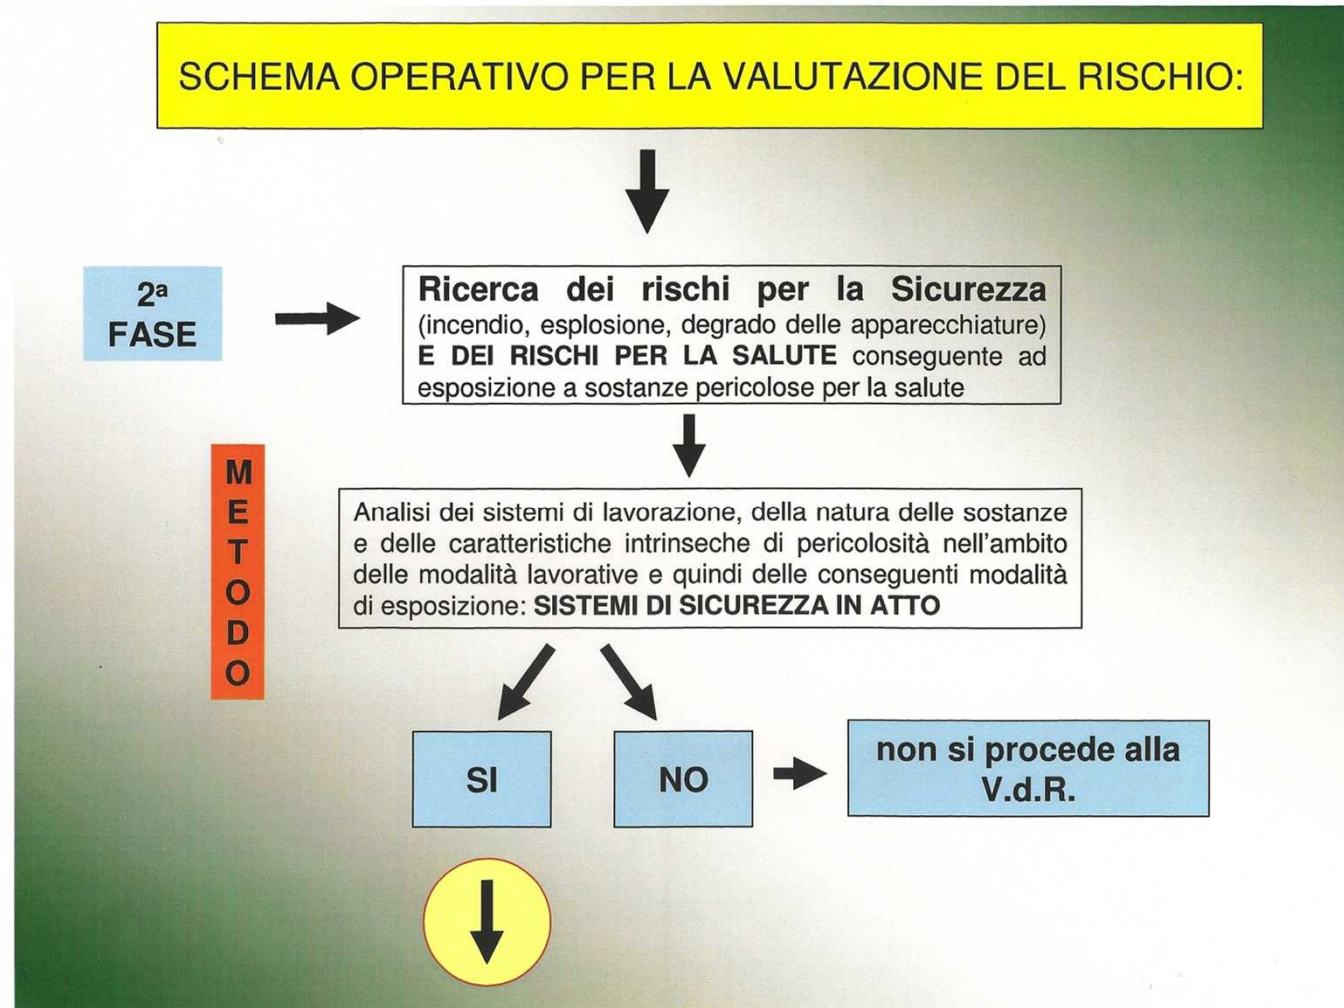 SCHEMA OPERATIVO PER LA VALUTAZIONE DEL RISCHIO:
2ª
FASE
Ricerca dei rischi per la Sicurezza
(incendio, esplosione, degrado delle apparecchiature)
E DEI RISCHI PER LA SALUTE conseguente ad
esposizione a sostanze pericolose per la salute
M
E
T
O
D
O
Analisi dei sistemi di lavorazione, della natura delle sostanze
e delle caratteristiche intrinseche di pericolosità nell'ambito
delle modalità lavorative e quindi delle conseguenti modalità
di esposizione: SISTEMI DI SICUREZZA IN ATTO
SI
NO
non si procede alla
V.d.R.